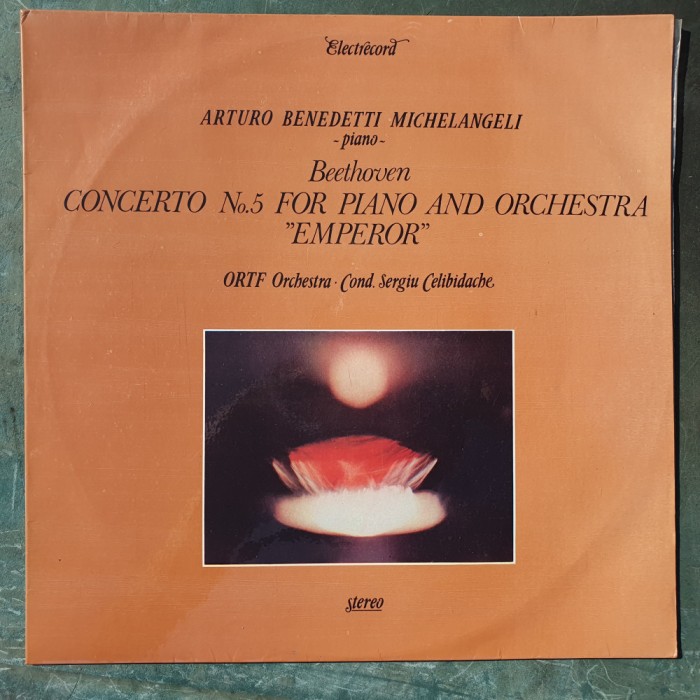 Electrecord
ARTURO BENEDETTI MICHELANGELI
~piano~
Beethoven
CONCERTO No.5 FOR PIANO AND ORCHESTRA
"EMPEROR"
ORTF Orchestra · Cond. Sergiu Celibidache
stereo